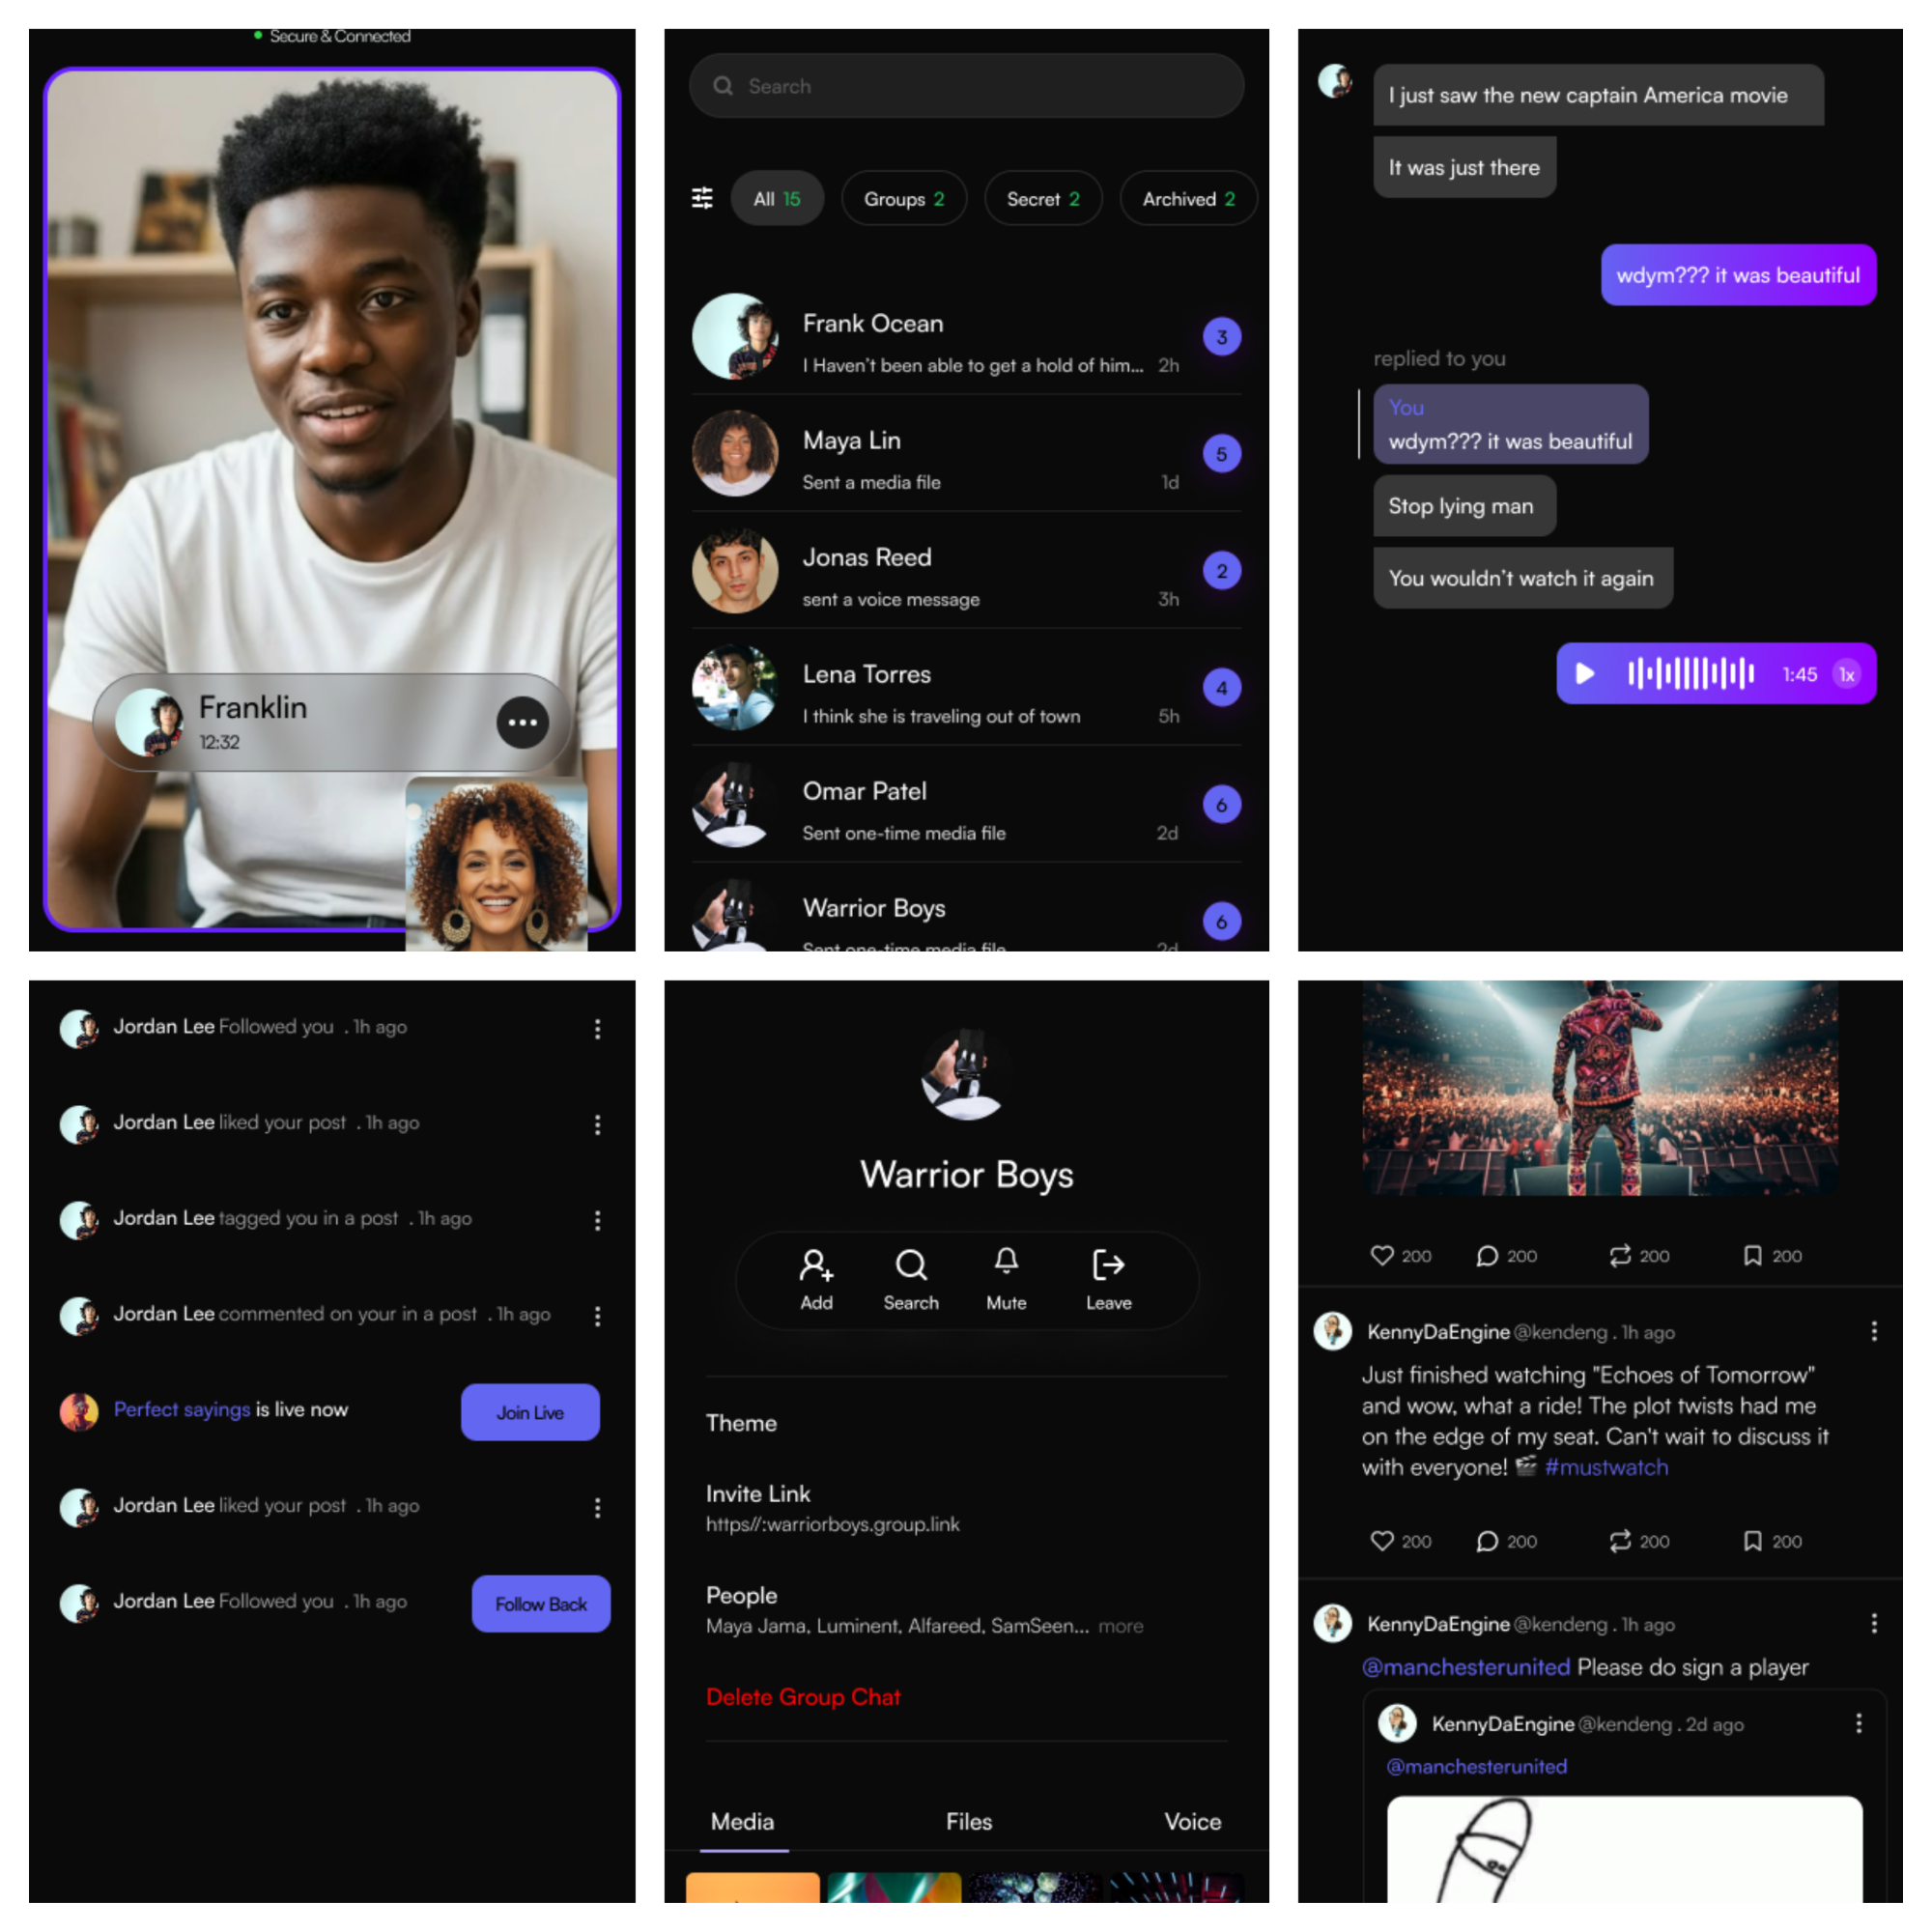 Secure & Connected
Franklin
12:32
Search
All 15
Groups 2
Secret 2
Archived 2
Frank Ocean
I Haven't been able to get a hold of him... 2h
3
Maya Lin
Sent a media file 1d
5
Jonas Reed
sent a voice message 3h
2
Lena Torres
I think she is traveling out of town 5h
4
Omar Patel
Sent one-time media file 2d
6
Warrior Boys
Sent one-time media file 2d
6
I just saw the new captain America movie
It was just there
wdym??? it was beautiful
replied to you
You
wdym??? it was beautiful
Stop lying man
You wouldn't watch it again
1:45 1x
Jordan Lee Followed you . 1h ago
Jordan Lee liked your post . 1h ago
Jordan Lee tagged you in a post . 1h ago
Jordan Lee commented on your in a post . 1h ago
Perfect sayings is live now
Join Live
Jordan Lee liked your post . 1h ago
Jordan Lee Followed you . 1h ago
Follow Back
Warrior Boys
Add Search Mute Leave
Theme
Invite Link
https//:warriorboys.group.link
People
Maya Jama, Luminent, Alfareed, SamSeen... more
Delete Group Chat
Media Files Voice
200 200 200 200
KennyDaEngine @kendeng . 1h ago
Just finished watching "Echoes of Tomorrow"
and wow, what a ride! The plot twists had me
on the edge of my seat. Can't wait to discuss it
with everyone! 🎬 #mustwatch
200 200 200 200
KennyDaEngine @kendeng . 1h ago
@manchesterunited Please do sign a player
KennyDaEngine @kendeng . 2d ago
@manchesterunited